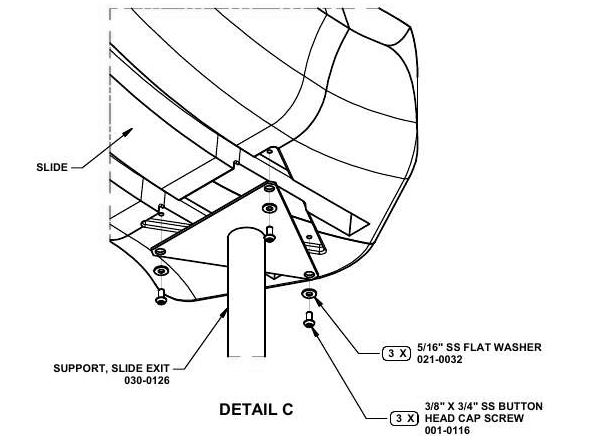 SLIDE
3 X 5/16" SS FLAT WASHER
021-0032
SUPPORT, SLIDE EXIT
030-0126
DETAIL C
3/8" X 3/4" SS BUTTON
3 X HEAD CAP SCREW
001-0116